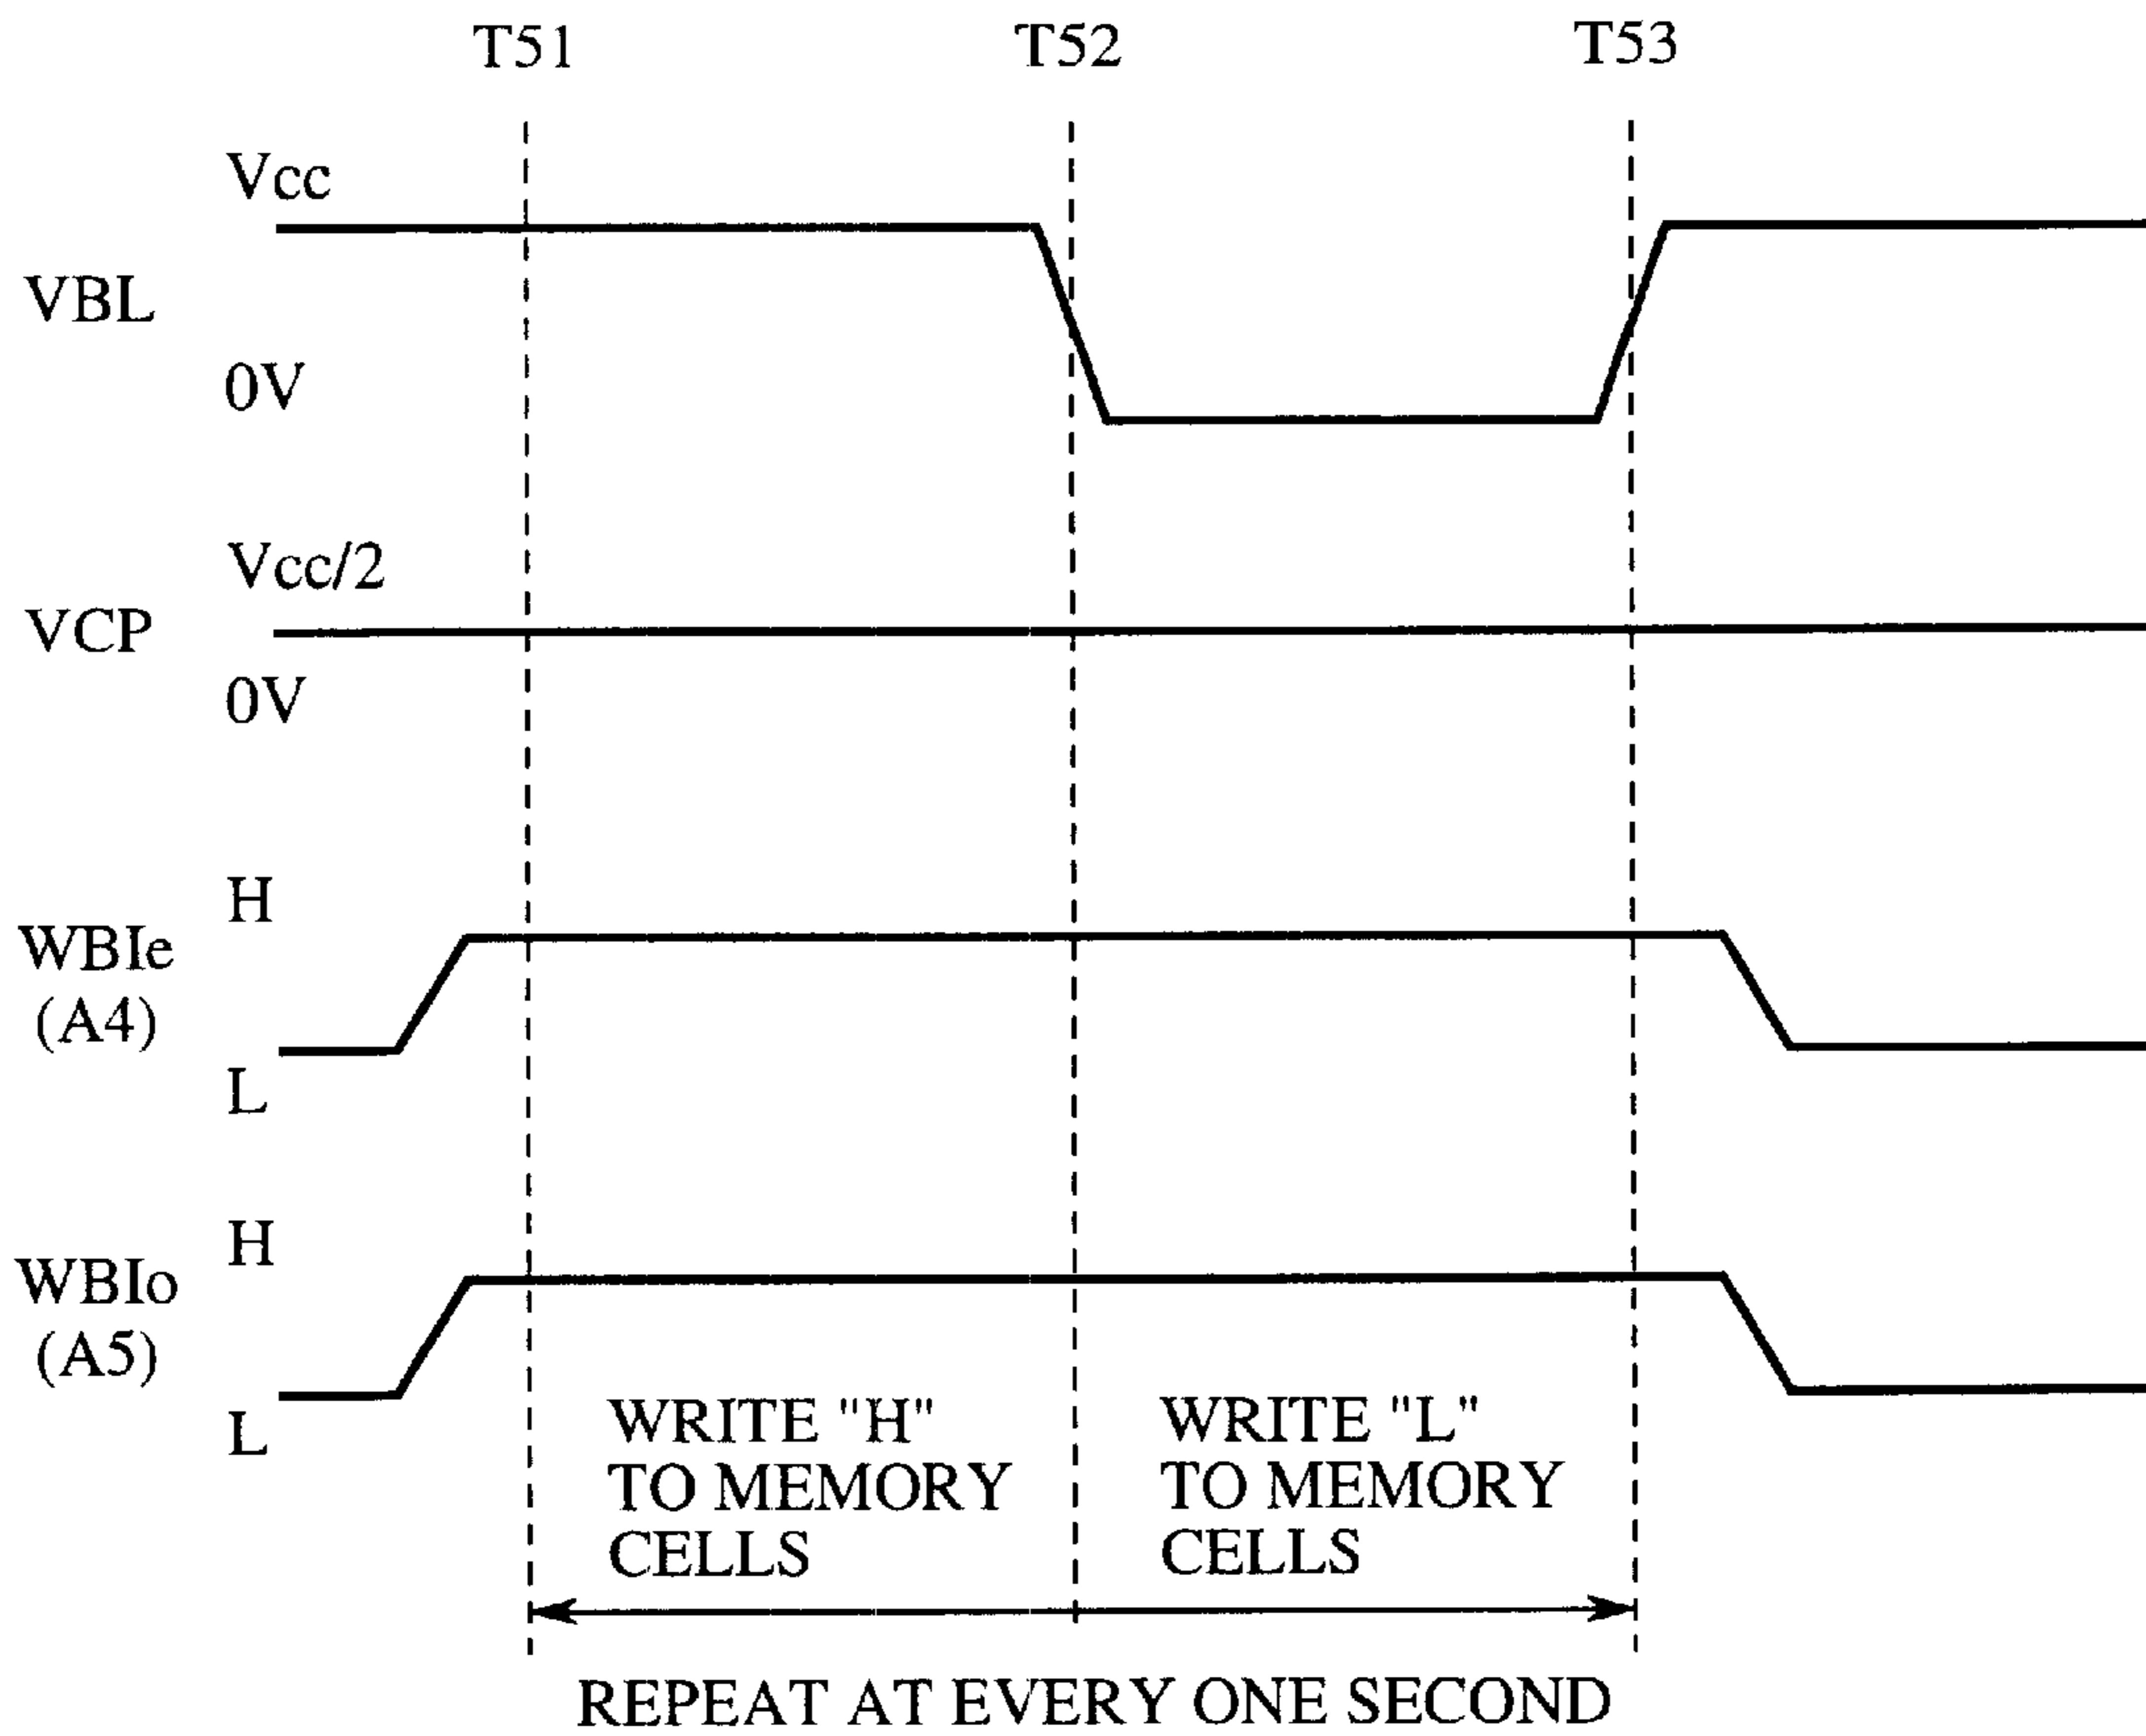 T51 T52 T53
Vcc
VBL
0V
Vcc/2
VCP
0V
H
WBIe
(A4)
L
H
WBIo
(A5)
L
WRITE "H"
TO MEMORY
CELLS
WRITE "L"
TO MEMORY
CELLS
REPEAT AT EVERY ONE SECOND